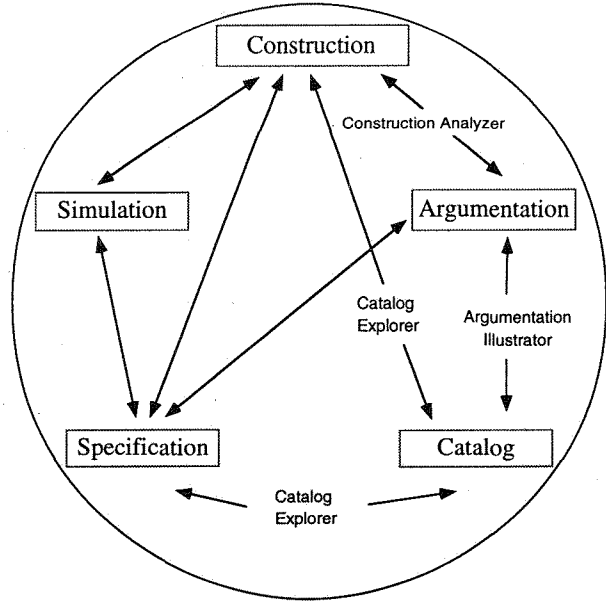 Construction
Construction Analyzer
Simulation
Argumentation
Catalog
Explorer
Argumentation
Illustrator
Specification
Catalog
Catalog
Explorer